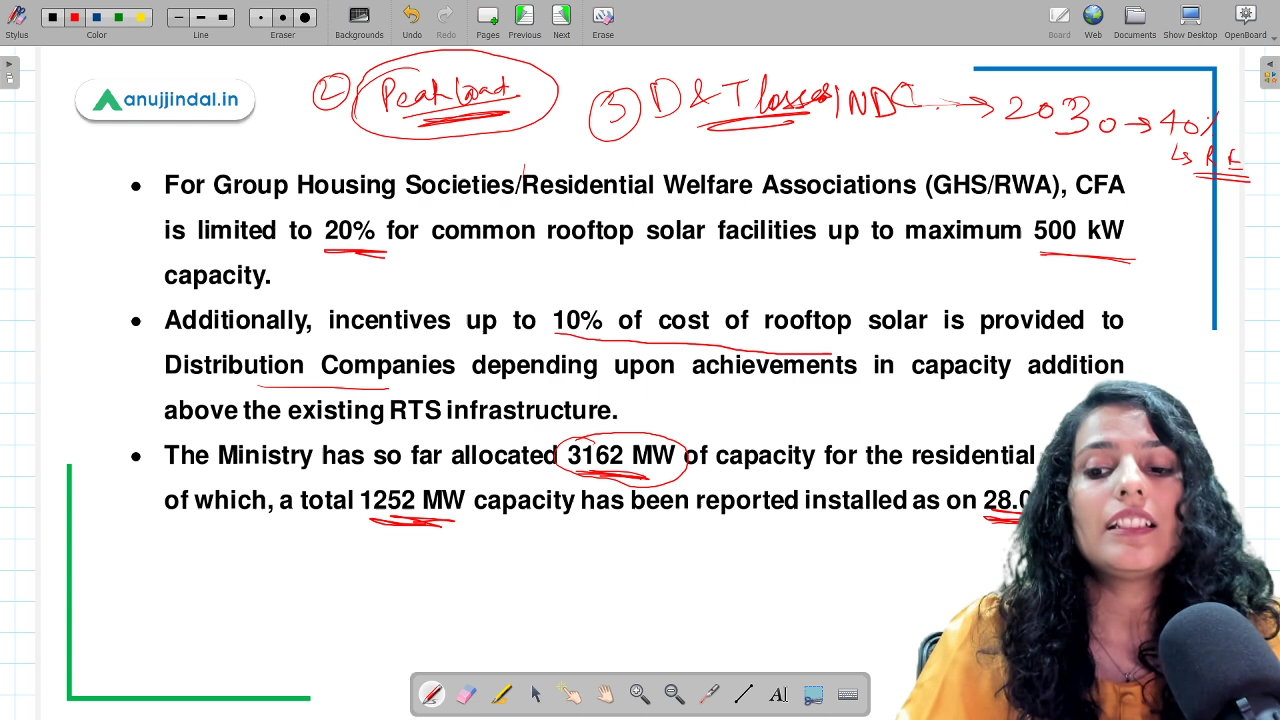 Stylus
Color
Line
Eraser
Backgrounds
Undo
Redo
Pages
Previous
Next
Erase
Board
Web
Documents
Show Desktop
OpenBoard
anujjindal.in
2 Peak load
3 D & T losses INDC → 2030 → 40%
↳ RE
• For Group Housing Societies/Residential Welfare Associations (GHS/RWA), CFA
is limited to 20% for common rooftop solar facilities up to maximum 500 kW
capacity.
• Additionally, incentives up to 10% of cost of rooftop solar is provided to
Distribution Companies depending upon achievements in capacity addition
above the existing RTS infrastructure.
• The Ministry has so far allocated 3162 MW of capacity for the residential
of which, a total 1252 MW capacity has been reported installed as on 28.0
AI